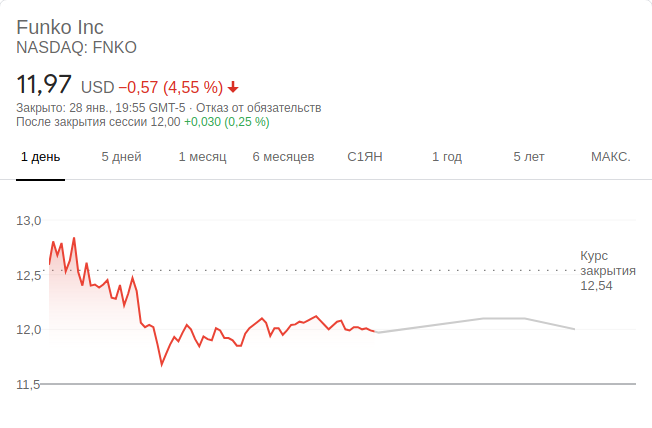 Funko Inc
NASDAQ: FNKO
11,97 USD −0,57 (4,55 %)
Закрыто: 28 янв., 19:55 GMT-5 · Отказ от обязательств
После закрытия сессии 12,00 +0,030 (0,25 %)
1 день 5 дней 1 месяц 6 месяцев С1ЯН 1 год 5 лет МАКС.
13,0
Курс
закрытия
12,5
12,54
12,0
11,5